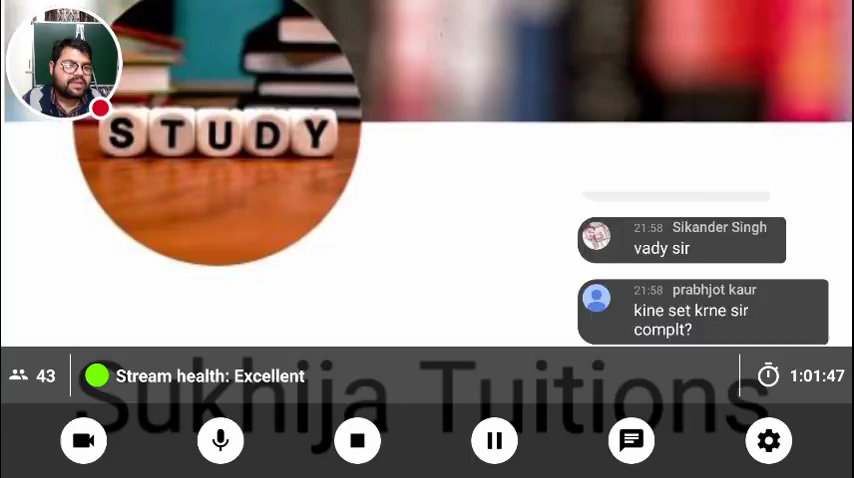 STUDY
21:58 Sikander Singh
vady sir
21:58 prabhjot kaur
kine set krne sir
complt?
43
Stream health: Excellent
1:01:47
Sukhija Tuitions